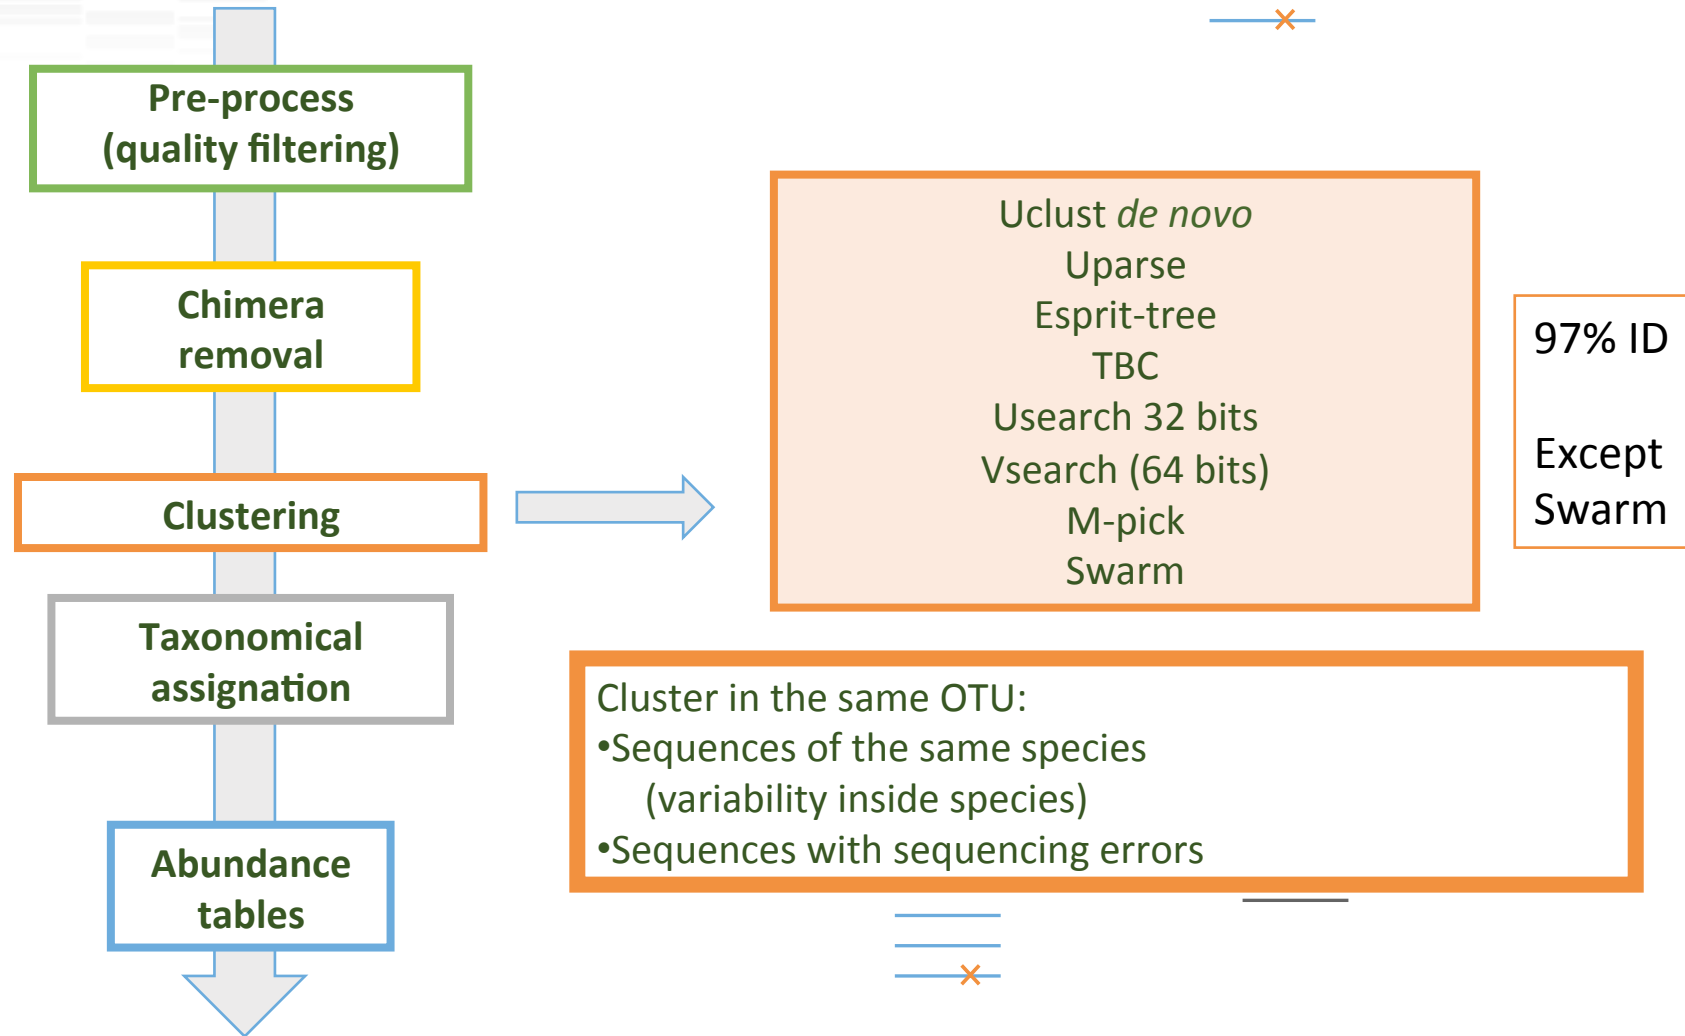 Pre-process
(quality filtering)
Chimera
removal
Clustering
Taxonomical
assignation
Abundance
tables
Uclust de novo
Uparse
Esprit-tree
TBC
Usearch 32 bits
Vsearch (64 bits)
M-pick
Swarm
97% ID
Except
Swarm
Cluster in the same OTU:
•Sequences of the same species
(variability inside species)
•Sequences with sequencing errors